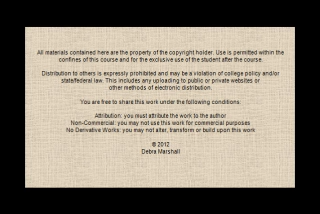 All materials contained here are the property of the copyright holder. Use is permitted within the
confines of this course and for the exclusive use of the student after the course.
Distribution to others is expressly prohibited and may be a violation of college policy and/or
state/federal law. This includes any uploading to public or private websites or
other methods of electronic distribution.
You are free to share this work under the following conditions:
Attribution: you must attribute the work to the author
Non-Commercial: you may not use this work for commercial purposes
No Derivative Works: you may not alter, transform or build upon this work
© 2012
Debra Marshall